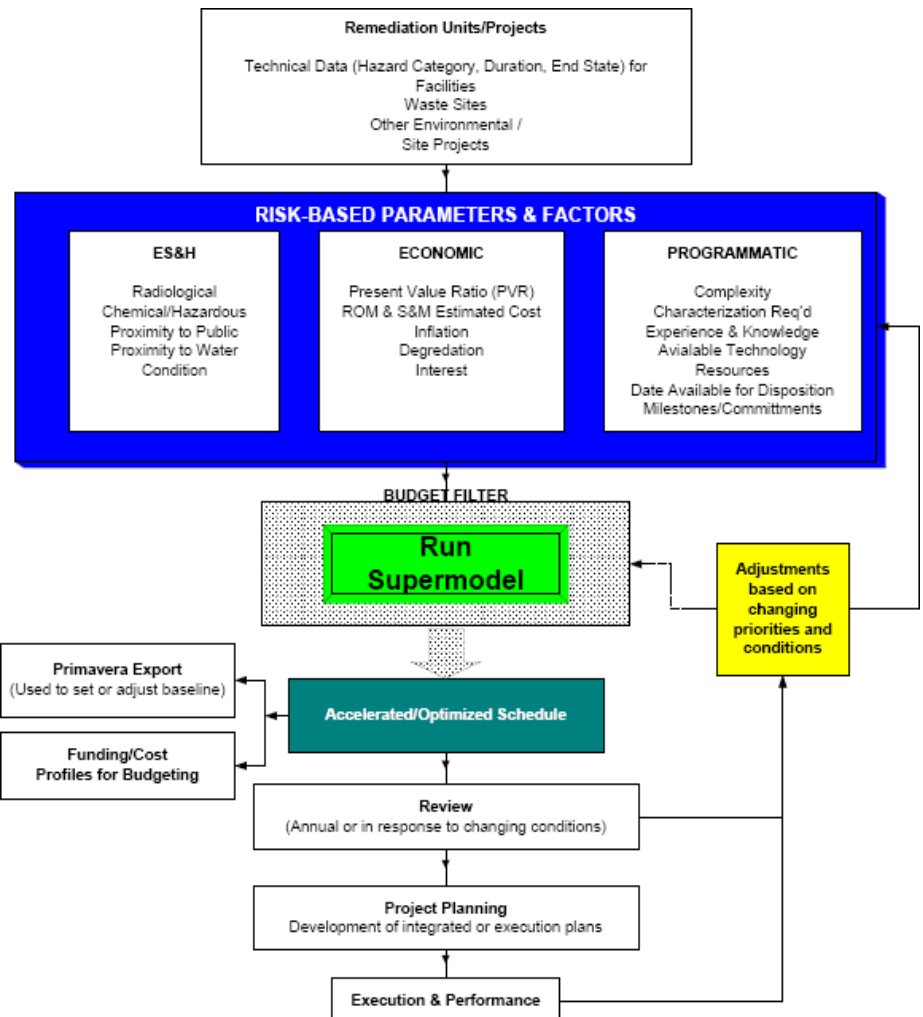 Remediation Units/Projects
Technical Data (Hazard Category, Duration, End State) for
Facilities
Waste Sites
Other Environmental /
Site Projects
RISK-BASED PARAMETERS & FACTORS
ES&H
Radiological
Chemical/Hazardous
Proximity to Public
Proximity to Water
Condition
ECONOMIC
Present Value Ratio (PVR)
ROM & S&M Estimated Cost
Inflation
Degredation
Interest
PROGRAMMATIC
Complexity
Characterization Req'd
Experience & Knowledge
Avialable Technology
Resources
Date Available for Disposition
Milestones/Committments
BUDGET FILTER
Run
Supermodel
Adjustments
based on
changing
priorities and
conditions
Primavera Export
(Used to set or adjust baseline)
Funding/Cost
Profiles for Budgeting
Accelerated/Optimized Schedule
Review
(Annual or in response to changing conditions)
Project Planning
Development of integrated or execution plans
Execution & Performance